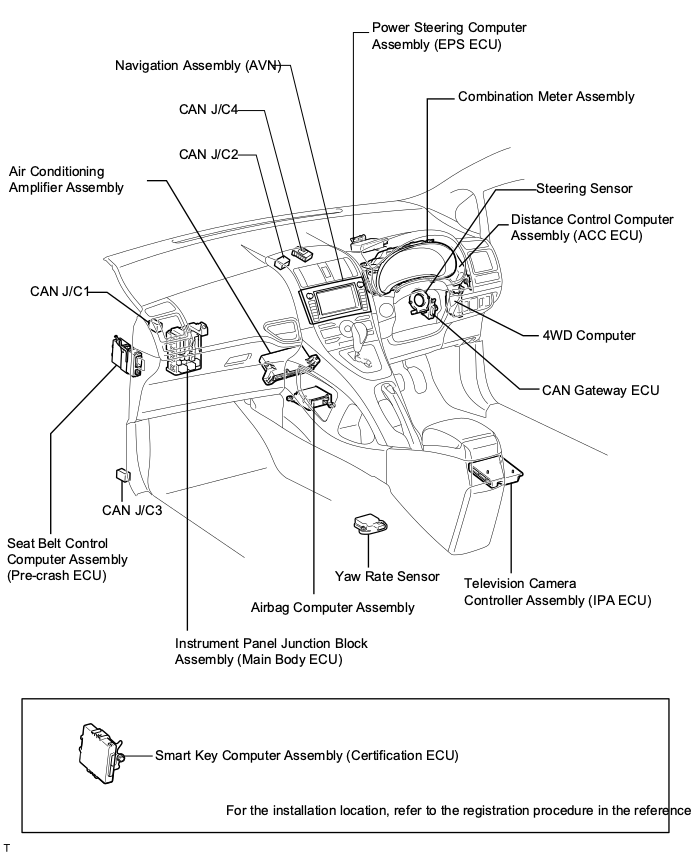 Power Steering Computer
Assembly (EPS ECU)
Navigation Assembly (AVN)
Combination Meter Assembly
CAN J/C4
CAN J/C2
Air Conditioning
Amplifier Assembly
Steering Sensor
Distance Control Computer
Assembly (ACC ECU)
CAN J/C1
4WD Computer
CAN Gateway ECU
CAN J/C3
Seat Belt Control
Computer Assembly
(Pre-crash ECU)
Yaw Rate Sensor
Television Camera
Controller Assembly (IPA ECU)
Airbag Computer Assembly
Instrument Panel Junction Block
Assembly (Main Body ECU)
Smart Key Computer Assembly (Certification ECU)
For the installation location, refer to the registration procedure in the reference
T